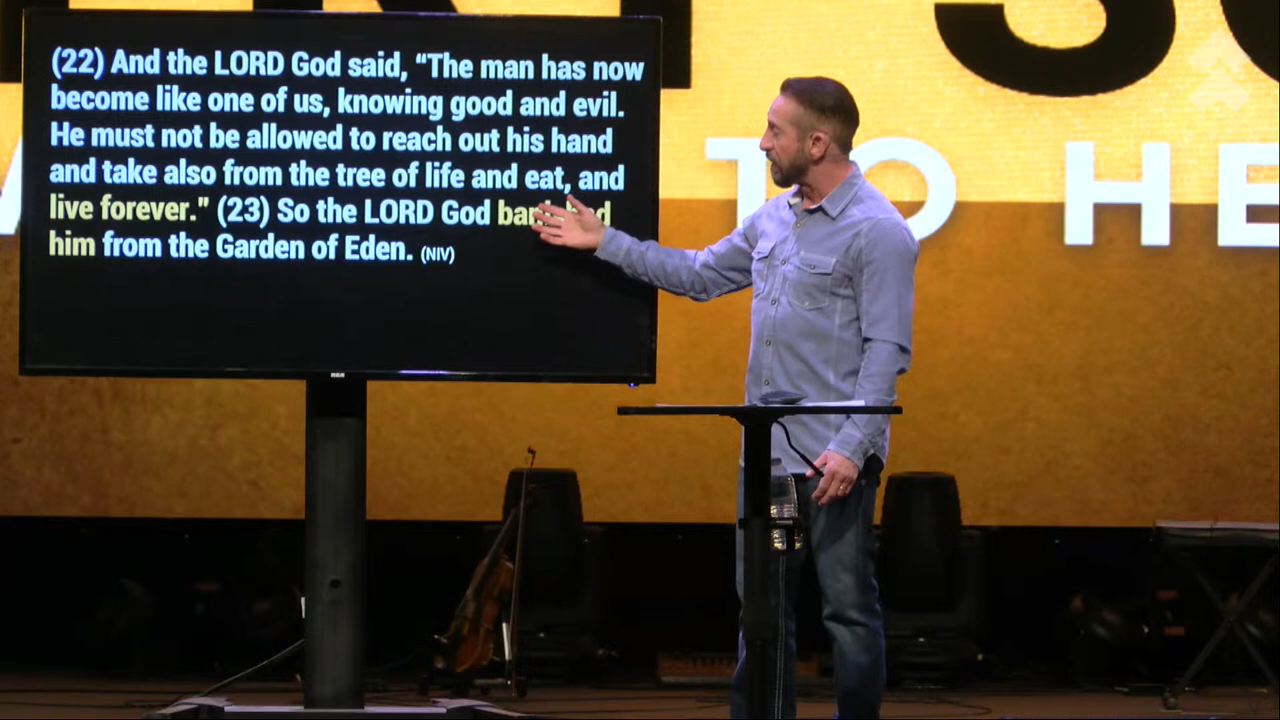 (22) And the LORD God said, “The man has now
become like one of us, knowing good and evil.
He must not be allowed to reach out his hand
and take also from the tree of life and eat, and
live forever.” (23) So the LORD God
him from the Garden of Eden. (NIV)
TO